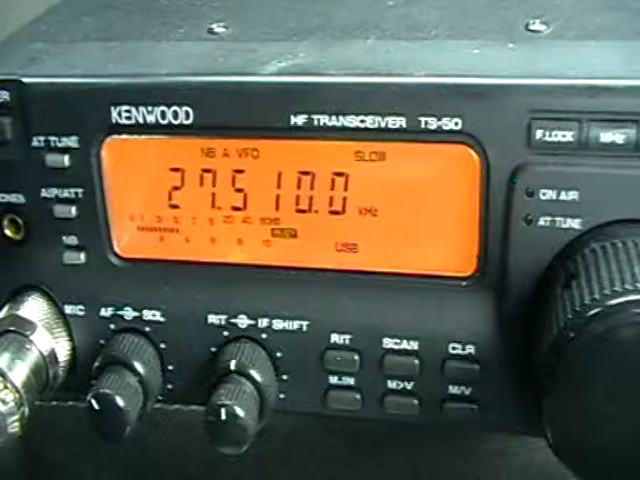 KENWOOD
HF TRANSCEIVER TS-50
F.LOCK
MHz
AT TUNE
NB A VFO
SLOW
27.510.0 kHz
AIP/ATT
ON AIR
AT TUNE
NB
USB
MIC
AF SQL
RIT IF SHIFT
RIT
SCAN
CLR
M.IN
M>V
M/V